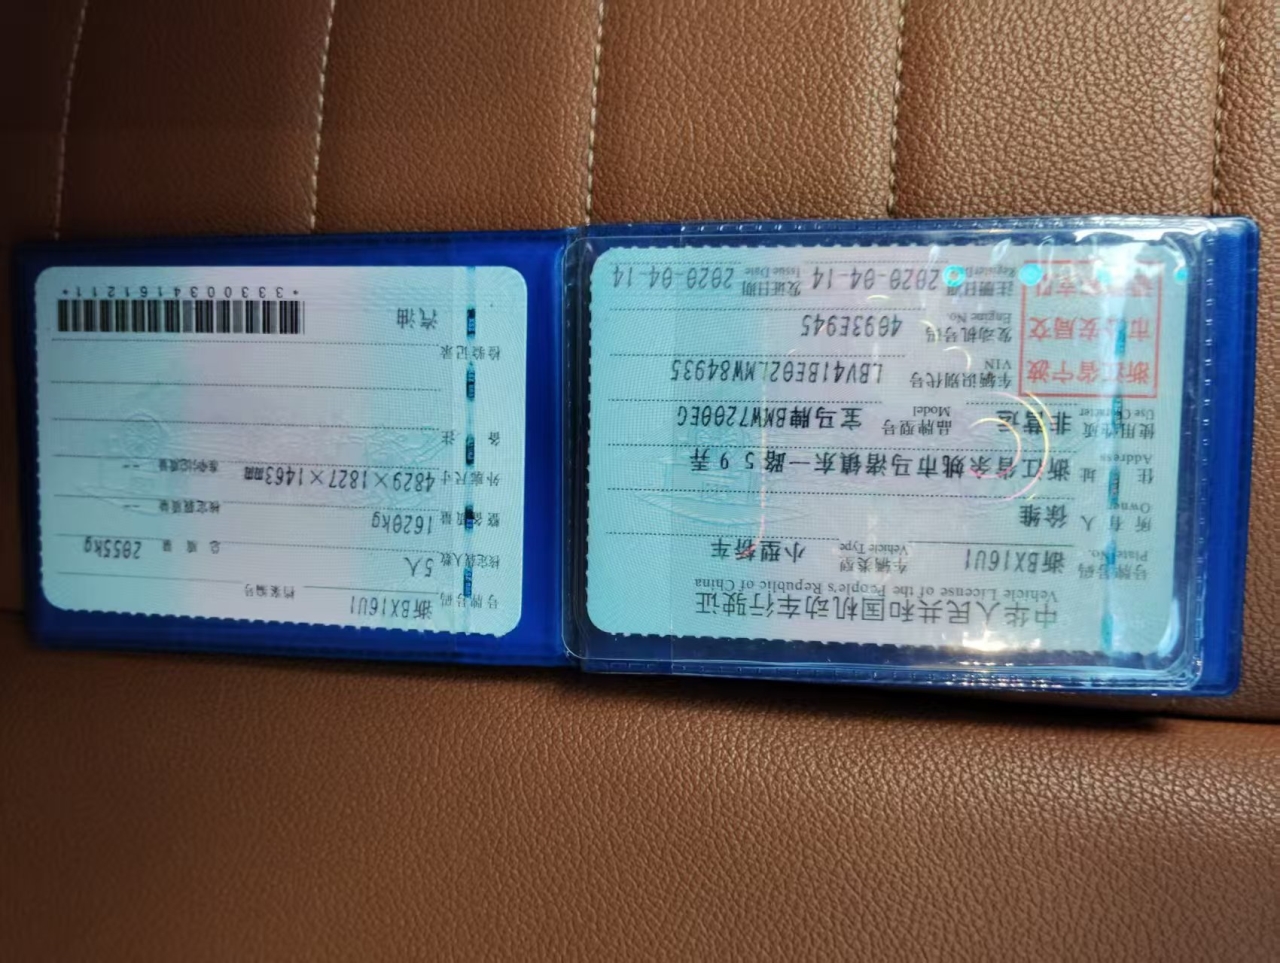 中华人民共和国机动车行驶证
Vehicle License of the People's Republic of China
号牌号码 浙BX16U1 车辆类型 小型轿车
Plate No. Vehicle Type
所有人 徐维
Owner
住址 浙江省余姚市马渚镇东一路59弄
Address
使用性质 非营运 品牌型号 宝马牌BMW7200EG
Use Character Model
浙江省宁波
市公安局交
车辆识别代号 LBV41BE02LMW84935
VIN
发动机号码 4093E945
Engine No.
注册日期 2020-04-14 发证日期 2020-04-14
Issue Date
号牌号码 浙BX16U1 档案编号
核定载人数 5人 总质量 2055kg
整备质量 1620kg 核定载质量 --
外廓尺寸 4829×1827×1463mm 准牵引总质量 --
备注
检验记录
汽油
*3330034161211*